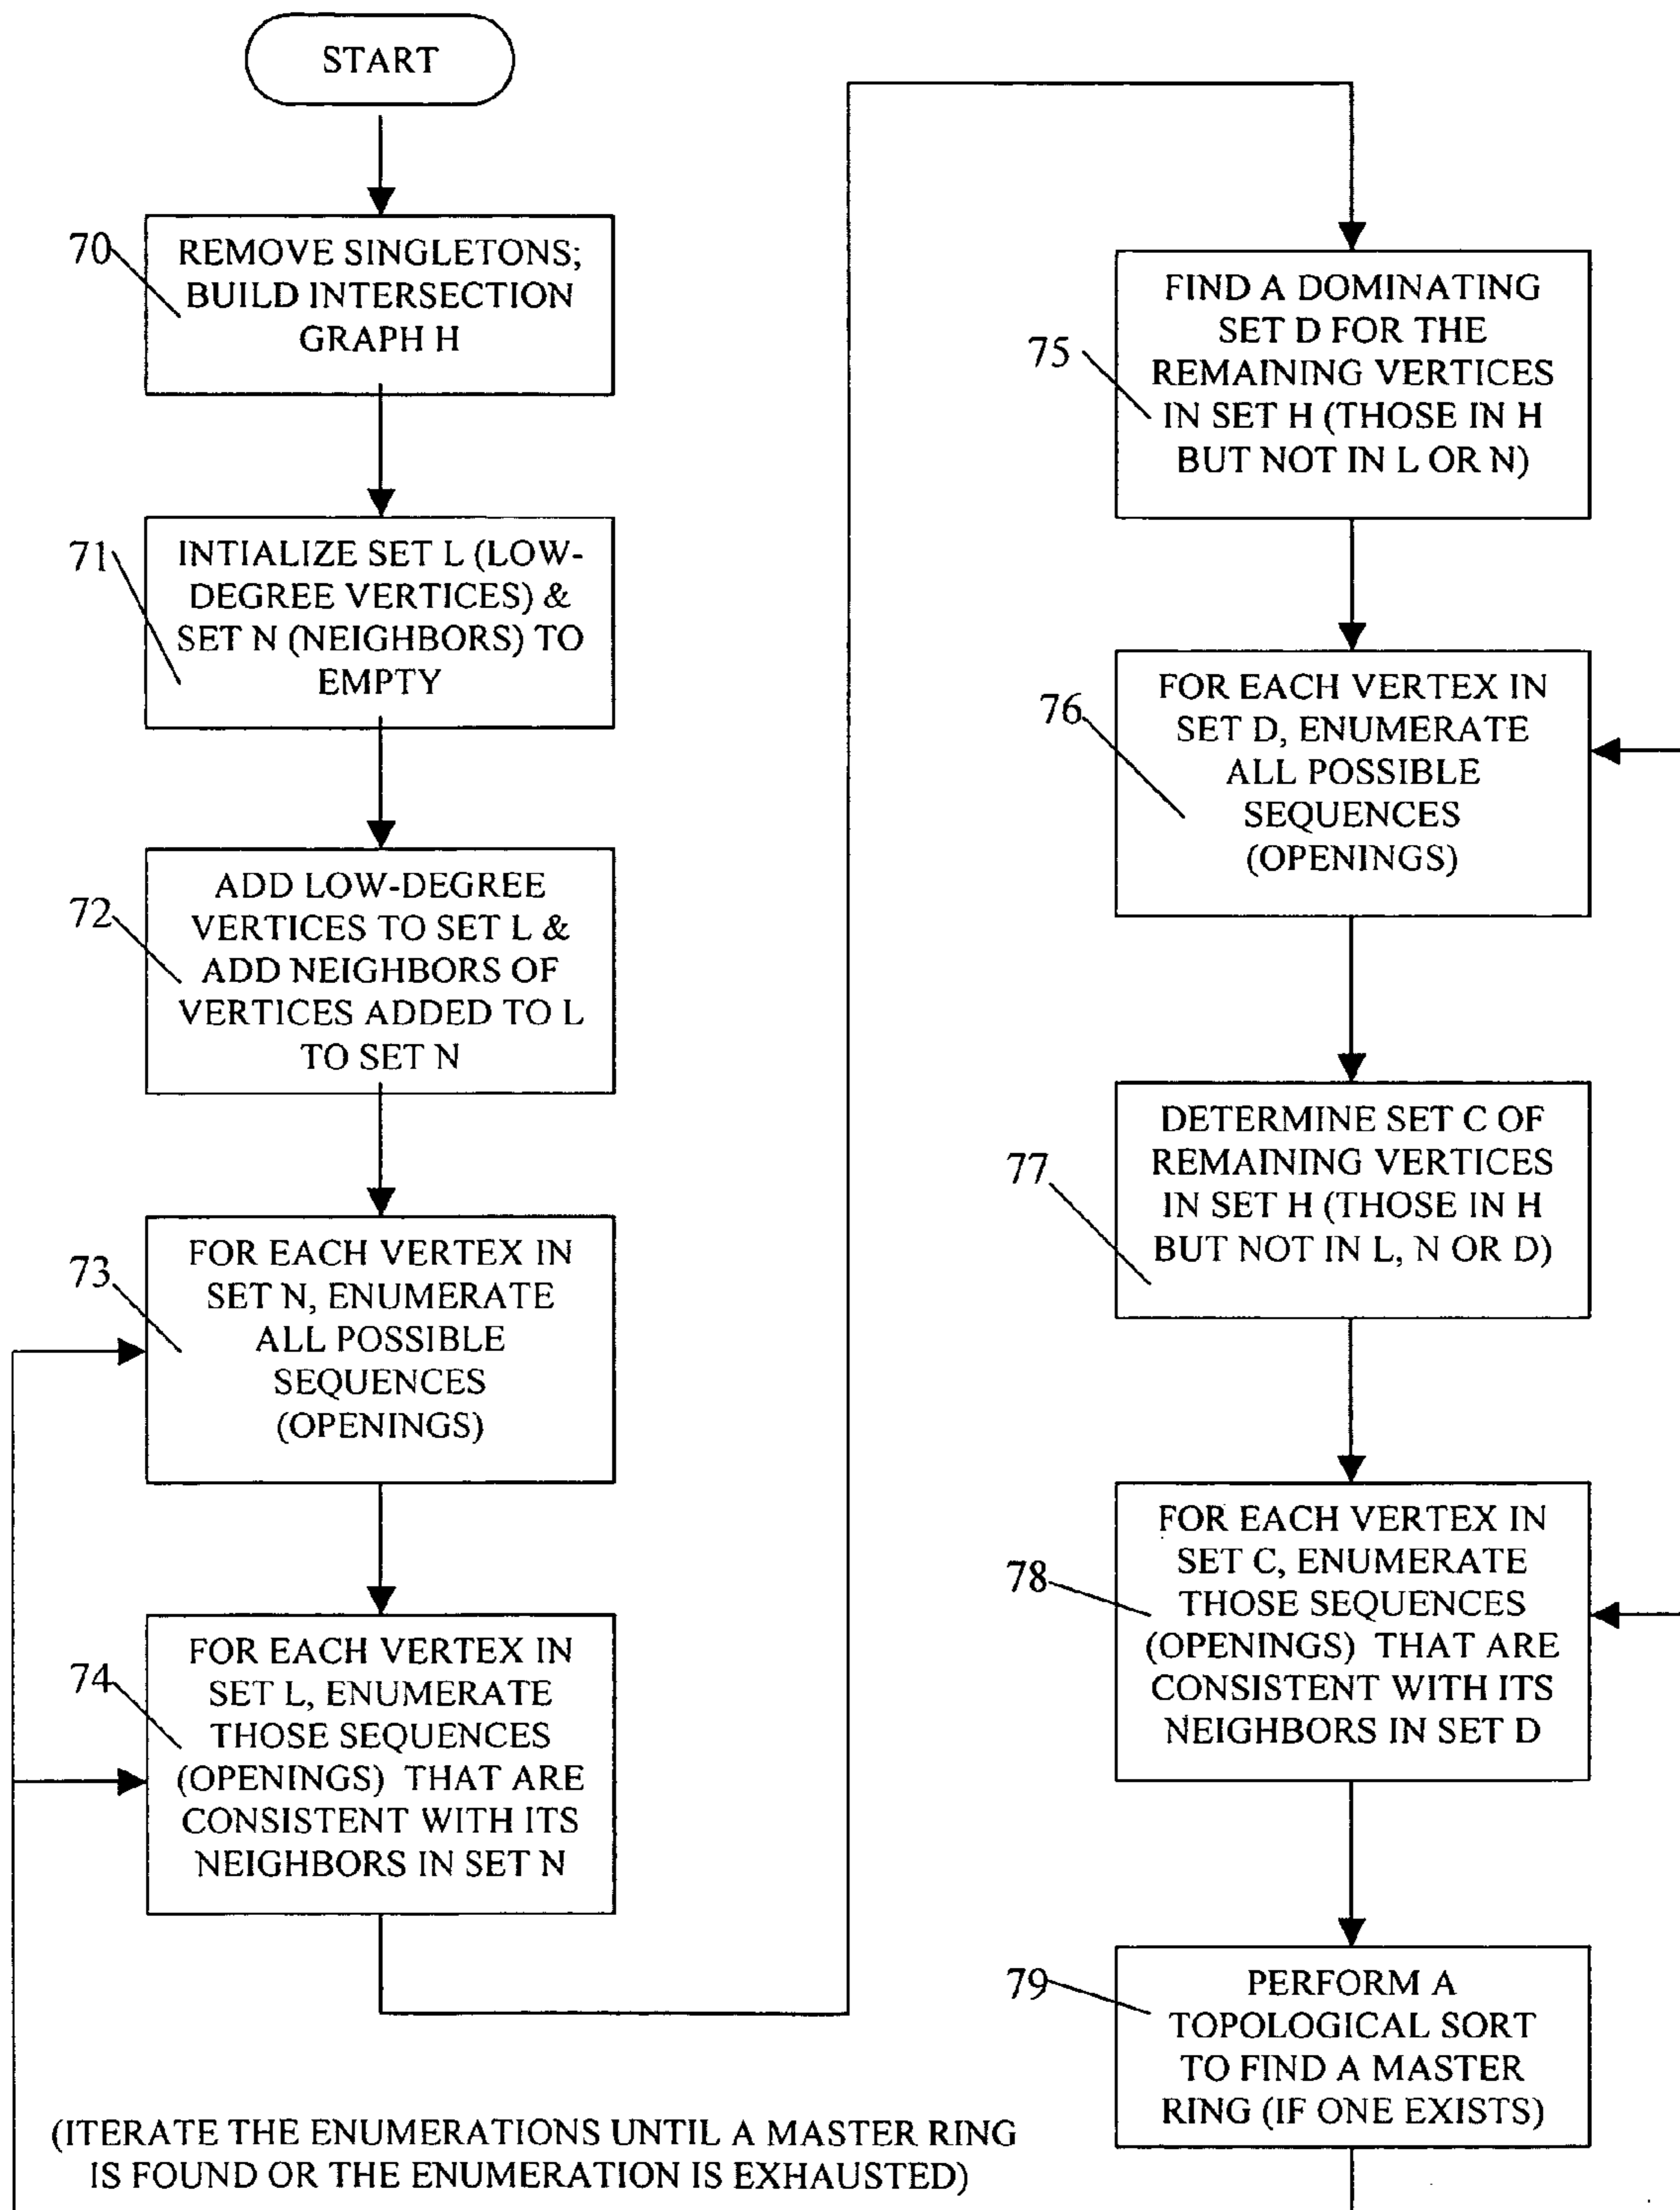 START
70
REMOVE SINGLETONS;
BUILD INTERSECTION
GRAPH H
71
INTIALIZE SET L (LOW-
DEGREE VERTICES) &
SET N (NEIGHBORS) TO
EMPTY
72
ADD LOW-DEGREE
VERTICES TO SET L &
ADD NEIGHBORS OF
VERTICES ADDED TO L
TO SET N
73
FOR EACH VERTEX IN
SET N, ENUMERATE
ALL POSSIBLE
SEQUENCES
(OPENINGS)
74
FOR EACH VERTEX IN
SET L, ENUMERATE
THOSE SEQUENCES
(OPENINGS) THAT ARE
CONSISTENT WITH ITS
NEIGHBORS IN SET N
75
FIND A DOMINATING
SET D FOR THE
REMAINING VERTICES
IN SET H (THOSE IN H
BUT NOT IN L OR N)
76
FOR EACH VERTEX IN
SET D, ENUMERATE
ALL POSSIBLE
SEQUENCES
(OPENINGS)
77
DETERMINE SET C OF
REMAINING VERTICES
IN SET H (THOSE IN H
BUT NOT IN L, N OR D)
78
FOR EACH VERTEX IN
SET C, ENUMERATE
THOSE SEQUENCES
(OPENINGS) THAT ARE
CONSISTENT WITH ITS
NEIGHBORS IN SET D
79
PERFORM A
TOPOLOGICAL SORT
TO FIND A MASTER
RING (IF ONE EXISTS)
(ITERATE THE ENUMERATIONS UNTIL A MASTER RING
IS FOUND OR THE ENUMERATION IS EXHAUSTED)